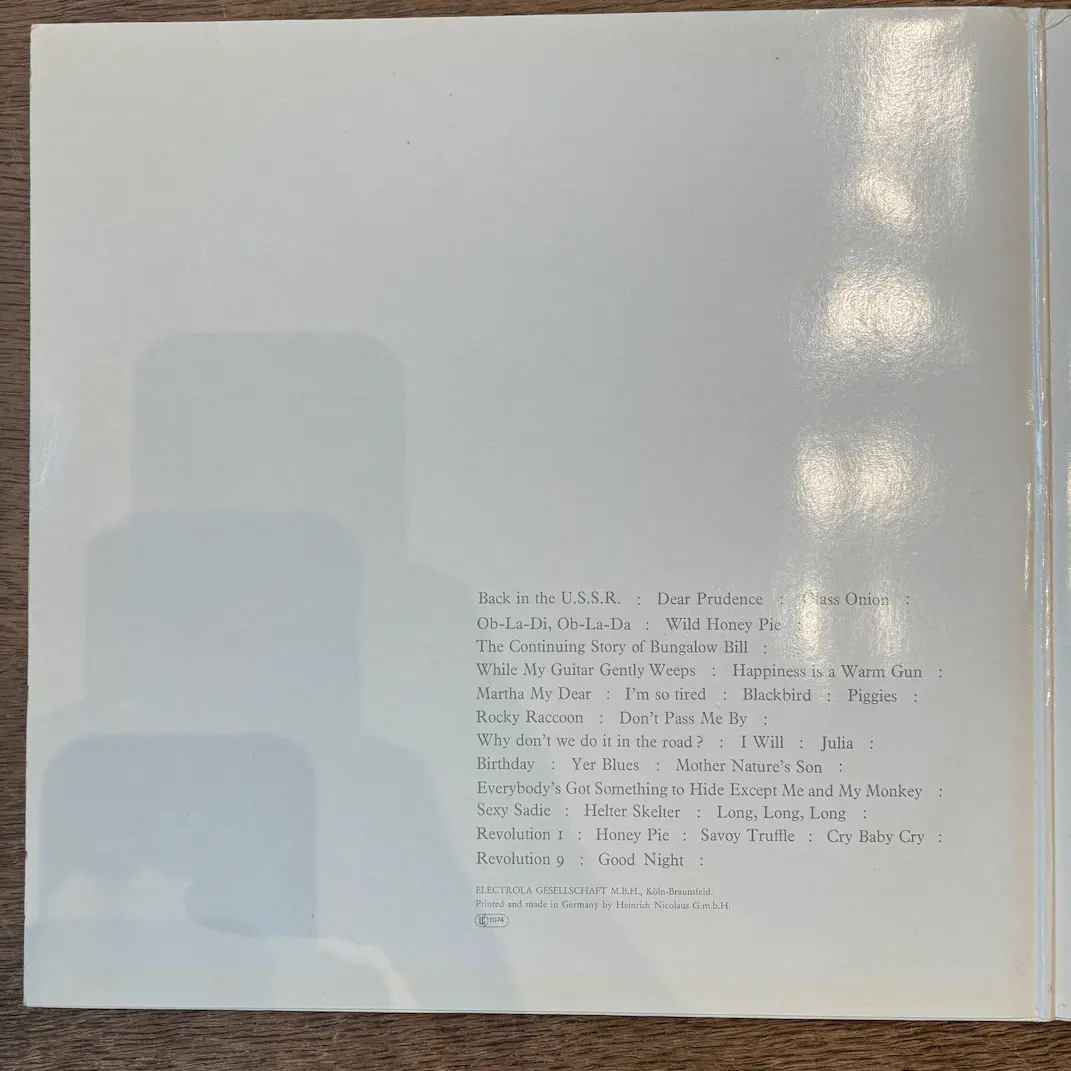 Back in the U.S.S.R. : Dear Prudence : Glass Onion :
Ob-La-Di, Ob-La-Da : Wild Honey Pie :
The Continuing Story of Bungalow Bill :
While My Guitar Gently Weeps : Happiness is a Warm Gun :
Martha My Dear : I'm so tired : Blackbird : Piggies :
Rocky Raccoon : Don't Pass Me By :
Why don't we do it in the road? : I Will : Julia :
Birthday : Yer Blues : Mother Nature's Son :
Everybody's Got Something to Hide Except Me and My Monkey :
Sexy Sadie : Helter Skelter : Long, Long, Long :
Revolution 1 : Honey Pie : Savoy Truffle : Cry Baby Cry :
Revolution 9 : Good Night :
ELECTROLA GESELLSCHAFT M.B.H., Köln-Braunsfeld.
Printed and made in Germany by Heinrich Nicolaus G.m.b.H.
1C 1074